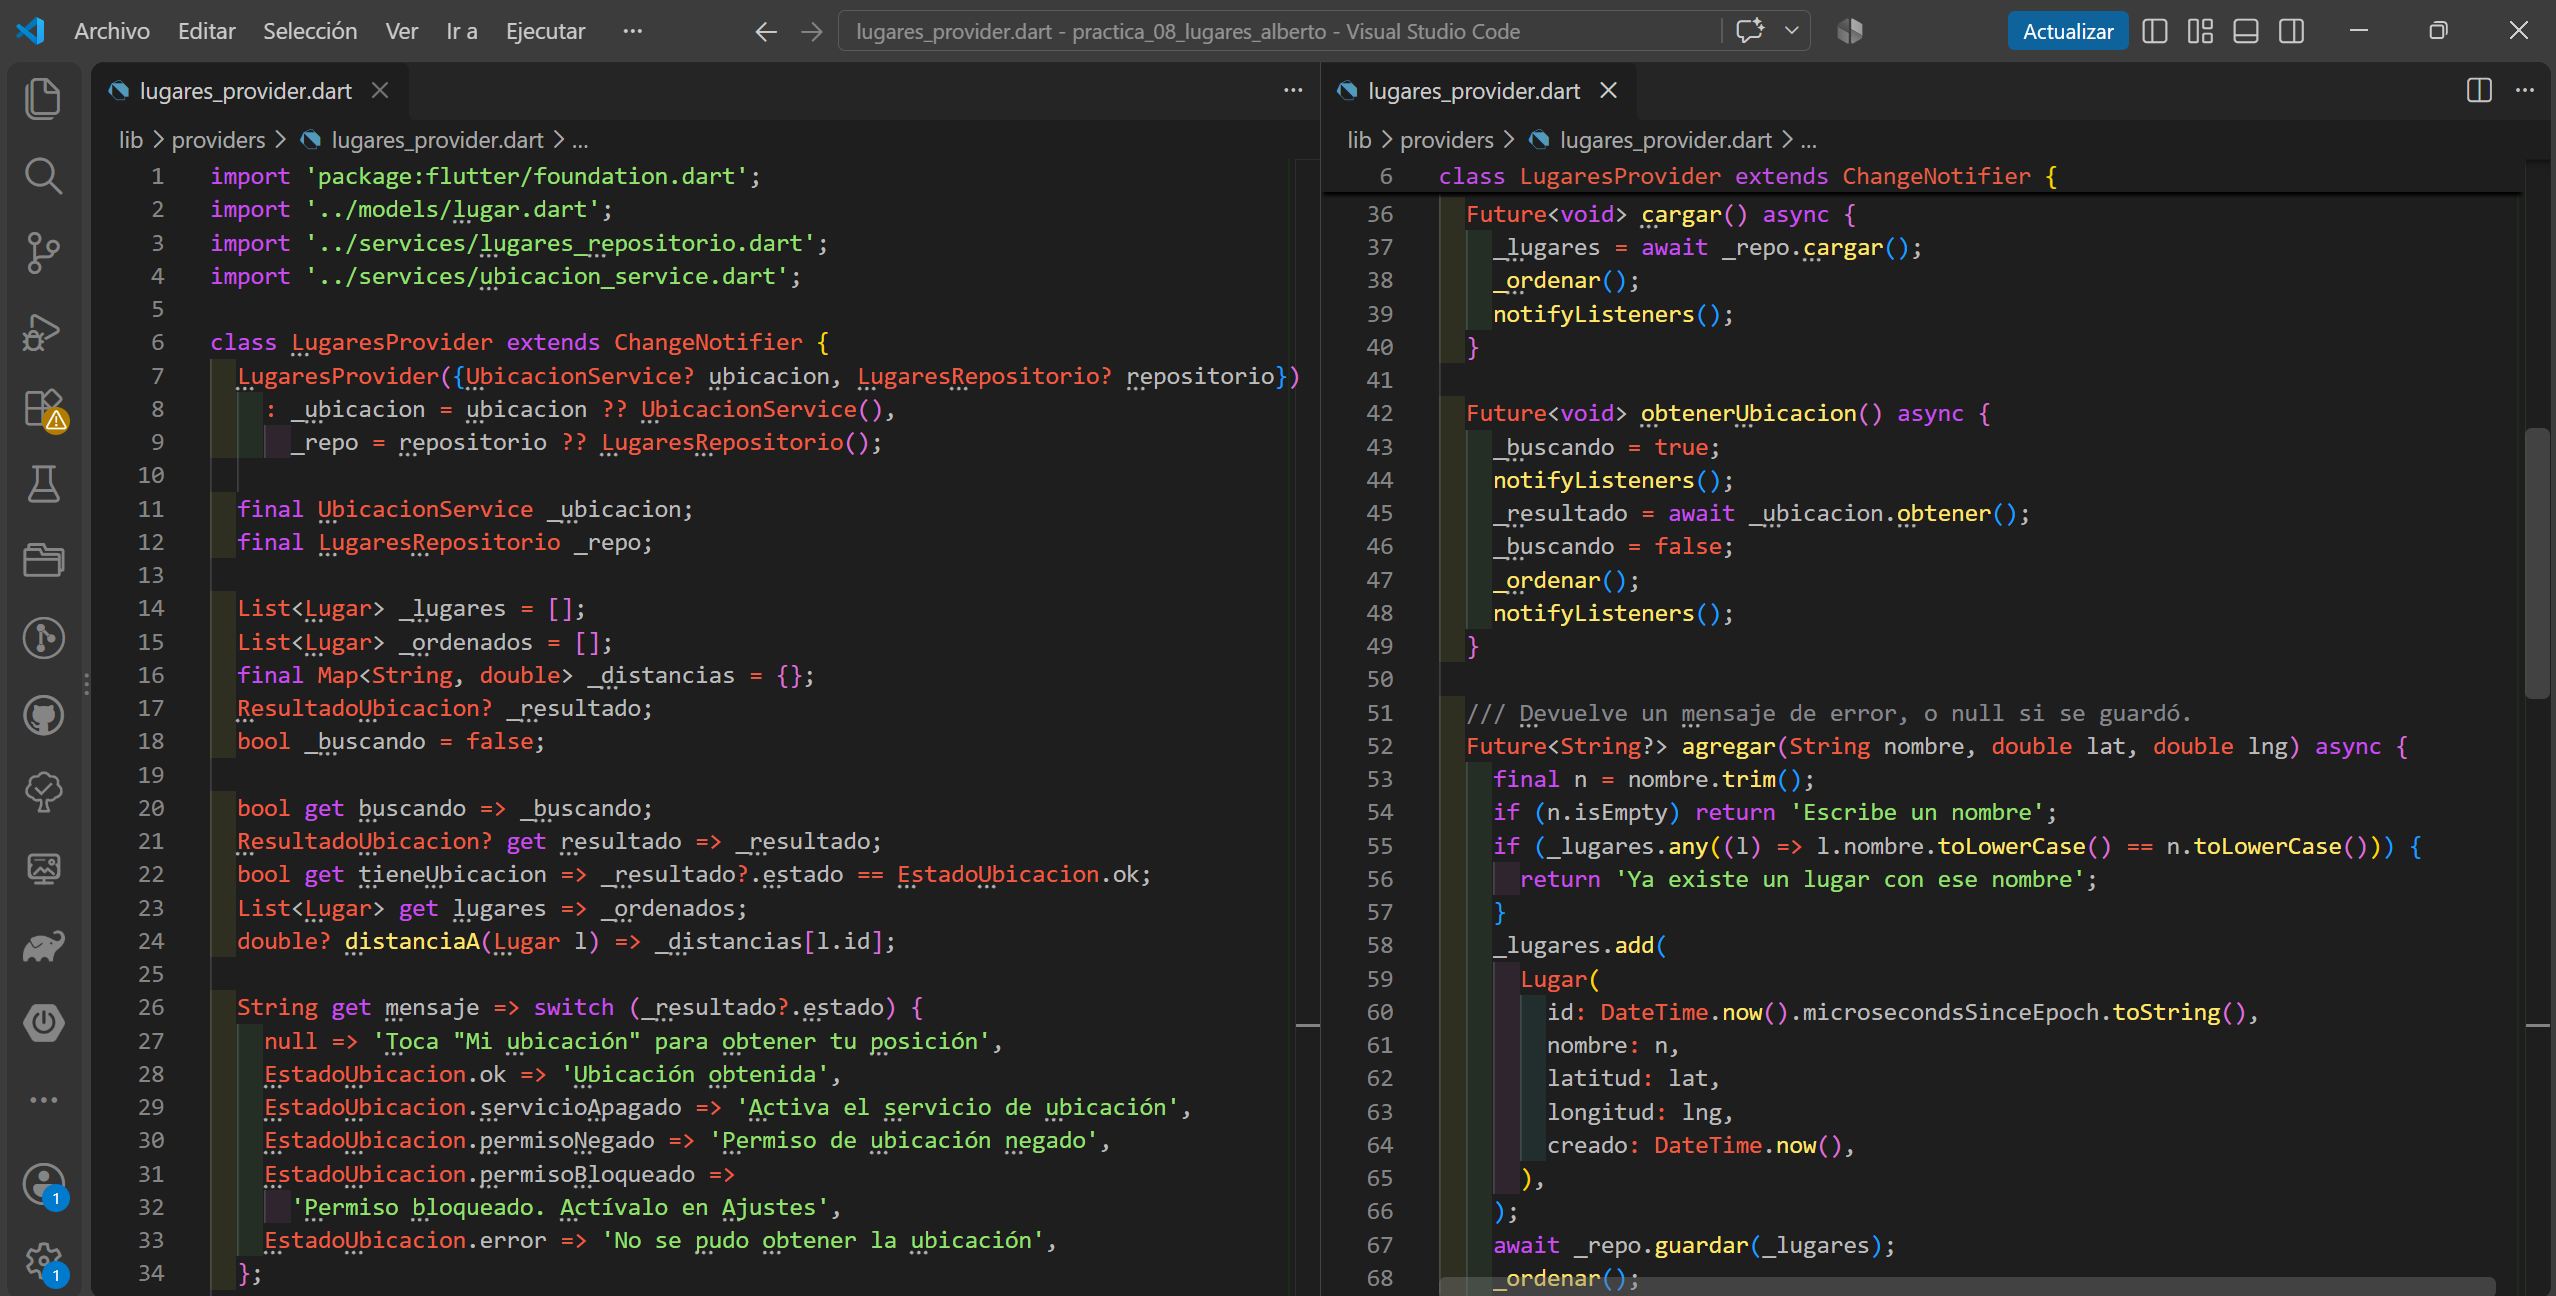 Archivo Editar Selección Ver Ir a Ejecutar ··· lugares_provider.dart - practica_08_lugares_alberto - Visual Studio Code Actualizar
lugares_provider.dart
lib > providers > lugares_provider.dart > ...
1 import 'package:flutter/foundation.dart';
2 import '../models/lugar.dart';
3 import '../services/lugares_repositorio.dart';
4 import '../services/ubicacion_service.dart';
5
6 class LugaresProvider extends ChangeNotifier {
7 LugaresProvider({UbicacionService? ubicacion, LugaresRepositorio? repositorio})
8 : _ubicacion = ubicacion ?? UbicacionService(),
9 _repo = repositorio ?? LugaresRepositorio();
10
11 final UbicacionService _ubicacion;
12 final LugaresRepositorio _repo;
13
14 List<Lugar> _lugares = [];
15 List<Lugar> _ordenados = [];
16 final Map<String, double> _distancias = {};
17 ResultadoUbicacion? _resultado;
18 bool _buscando = false;
19
20 bool get buscando => _buscando;
21 ResultadoUbicacion? get resultado => _resultado;
22 bool get tieneUbicacion => _resultado?.estado == EstadoUbicacion.ok;
23 List<Lugar> get lugares => _ordenados;
24 double? distanciaA(Lugar l) => _distancias[l.id];
25
26 String get mensaje => switch (_resultado?.estado) {
27 null => 'Toca "Mi ubicación" para obtener tu posición',
28 EstadoUbicacion.ok => 'Ubicación obtenida',
29 EstadoUbicacion.servicioApagado => 'Activa el servicio de ubicación',
30 EstadoUbicacion.permisoNegado => 'Permiso de ubicación negado',
31 EstadoUbicacion.permisoBloqueado =>
32 'Permiso bloqueado. Actívalo en Ajustes',
33 EstadoUbicacion.error => 'No se pudo obtener la ubicación',
34 };
1
1
lugares_provider.dart
lib > providers > lugares_provider.dart > ...
6 class LugaresProvider extends ChangeNotifier {
36 Future<void> cargar() async {
37 _lugares = await _repo.cargar();
38 _ordenar();
39 notifyListeners();
40 }
41
42 Future<void> obtenerUbicacion() async {
43 _buscando = true;
44 notifyListeners();
45 _resultado = await _ubicacion.obtener();
46 _buscando = false;
47 _ordenar();
48 notifyListeners();
49 }
50
51 /// Devuelve un mensaje de error, o null si se guardó.
52 Future<String?> agregar(String nombre, double lat, double lng) async {
53 final n = nombre.trim();
54 if (n.isEmpty) return 'Escribe un nombre';
55 if (_lugares.any((l) => l.nombre.toLowerCase() == n.toLowerCase())) {
56 return 'Ya existe un lugar con ese nombre';
57 }
58 _lugares.add(
59 Lugar(
60 id: DateTime.now().microsecondsSinceEpoch.toString(),
61 nombre: n,
62 latitud: lat,
63 longitud: lng,
64 creado: DateTime.now(),
65 ),
66 );
67 await _repo.guardar(_lugares);
68 _ordenar();